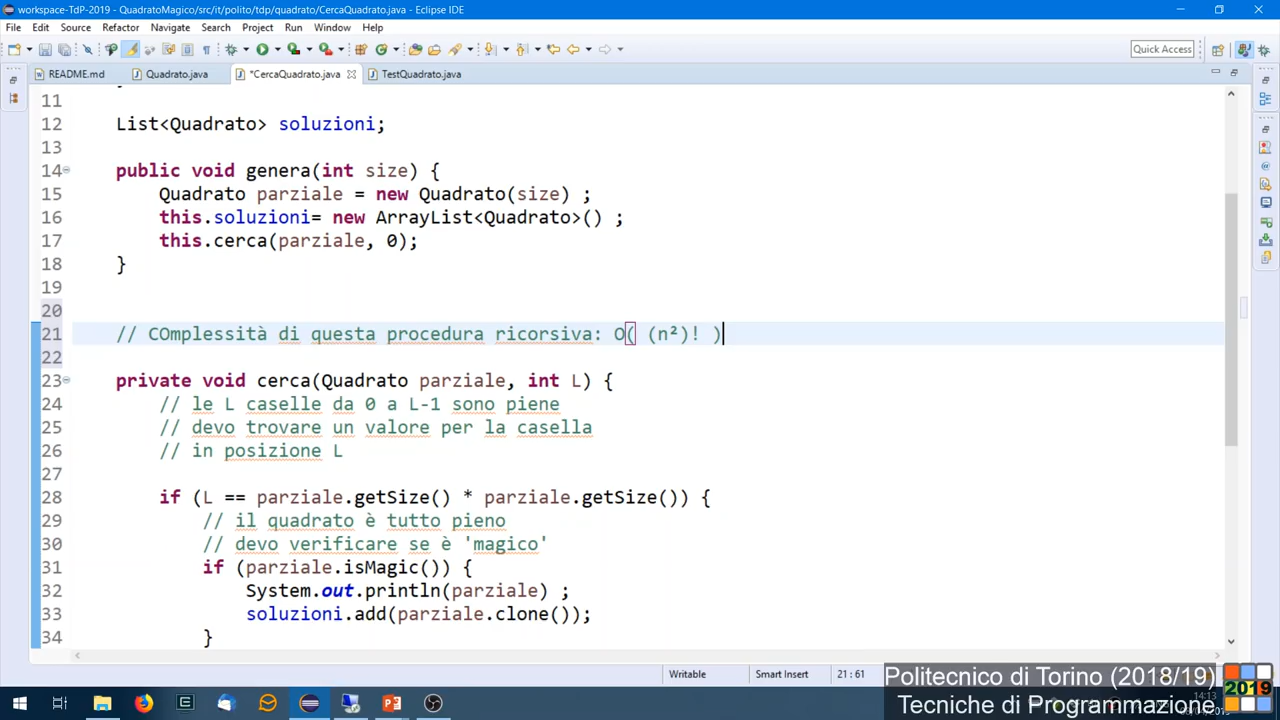 workspace-TdP-2019 - QuadratoMagico/src/it/polito/tdp/quadrato/CercaQuadrato.java - Eclipse IDE
File Edit Source Refactor Navigate Search Project Run Window Help
Quick Access
README.md Quadrato.java *CercaQuadrato.java TestQuadrato.java
11
12 List<Quadrato> soluzioni;
13
14 public void genera(int size) {
15 Quadrato parziale = new Quadrato(size) ;
16 this.soluzioni= new ArrayList<Quadrato>() ;
17 this.cerca(parziale, 0);
18 }
19
20
21 // COmplessità di questa procedura ricorsiva: O( (n²)! )
22
23 private void cerca(Quadrato parziale, int L) {
24 // le L caselle da 0 a L-1 sono piene
25 // devo trovare un valore per la casella
26 // in posizione L
27
28 if (L == parziale.getSize() * parziale.getSize()) {
29 // il quadrato è tutto pieno
30 // devo verificare se è 'magico'
31 if (parziale.isMagic()) {
32 System.out.println(parziale) ;
33 soluzioni.add(parziale.clone());
34 }
Writable Smart Insert 21 : 61
Politecnico di Torino (2018/19)
Tecniche di Programmazione
2019
14:13